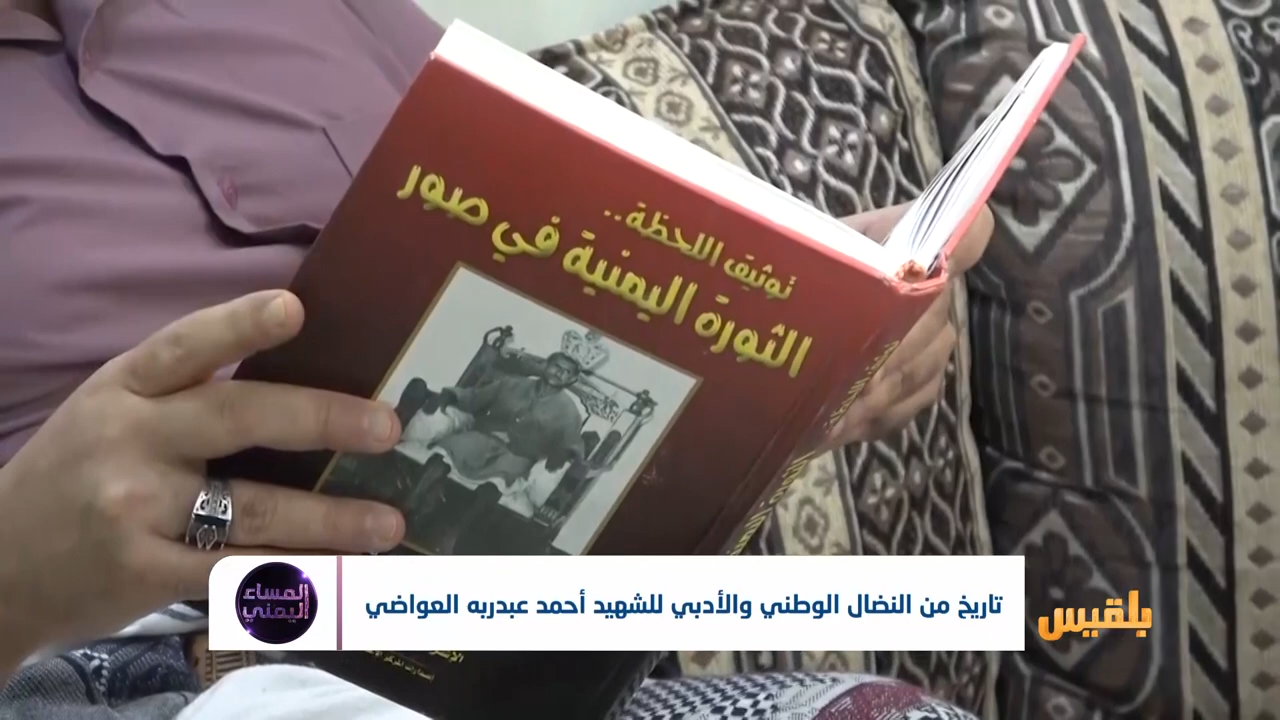 توثيق اللحظة..
الثورة اليمنية في صور
تاريخ من النضال الوطني والأدبي للشهيد أحمد عبدربه العواضي
المساء
اليمني
بلقيس